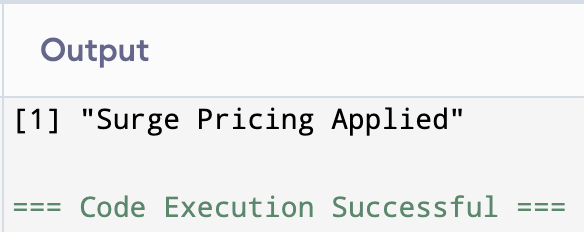 Output
[1] "Surge Pricing Applied"
=== Code Execution Successful ===